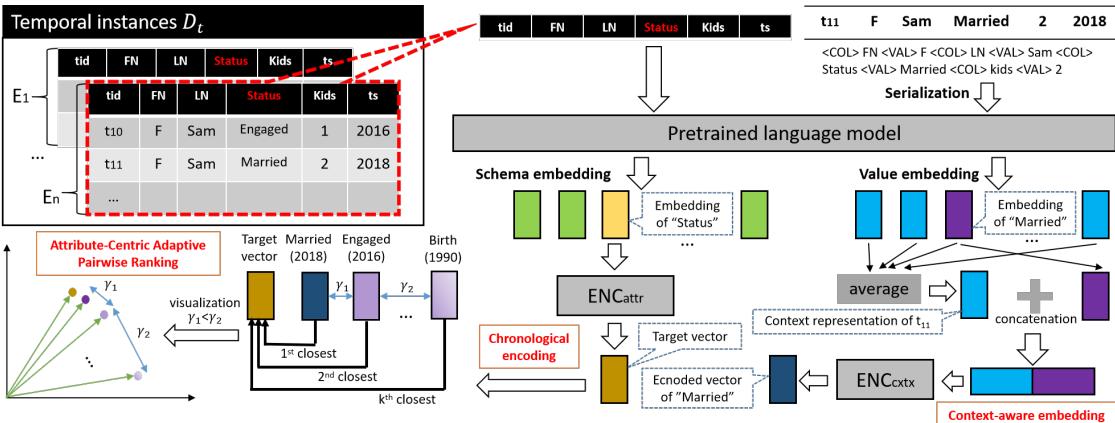 Temporal instances D_t
tid FN LN Status Kids ts
E1
tid FN LN Status Kids ts
t10 F Sam Engaged 1 2016
t11 F Sam Married 2 2018
...
...
En
tid FN LN Status Kids ts
t11 F Sam Married 2 2018
<COL> FN <VAL> F <COL> LN <VAL> Sam <COL>
Status <VAL> Married <COL> kids <VAL> 2
Serialization
Pretrained language model
Schema embedding
Embedding
of "Status"
...
ENCattr
Value embedding
Embedding
of "Married"
...
average
concatenation
Context representation of t11
Target vector
Ecnoded vector
of "Married"
ENCcxtx
Context-aware embedding
Chronological
encoding
Target
vector
Married
(2018)
Engaged
(2016)
Birth
(1990)
γ1
γ2
...
1st closest
2nd closest
kth closest
visualization
γ1<γ2
Attribute-Centric Adaptive
Pairwise Ranking
γ1
γ2
...